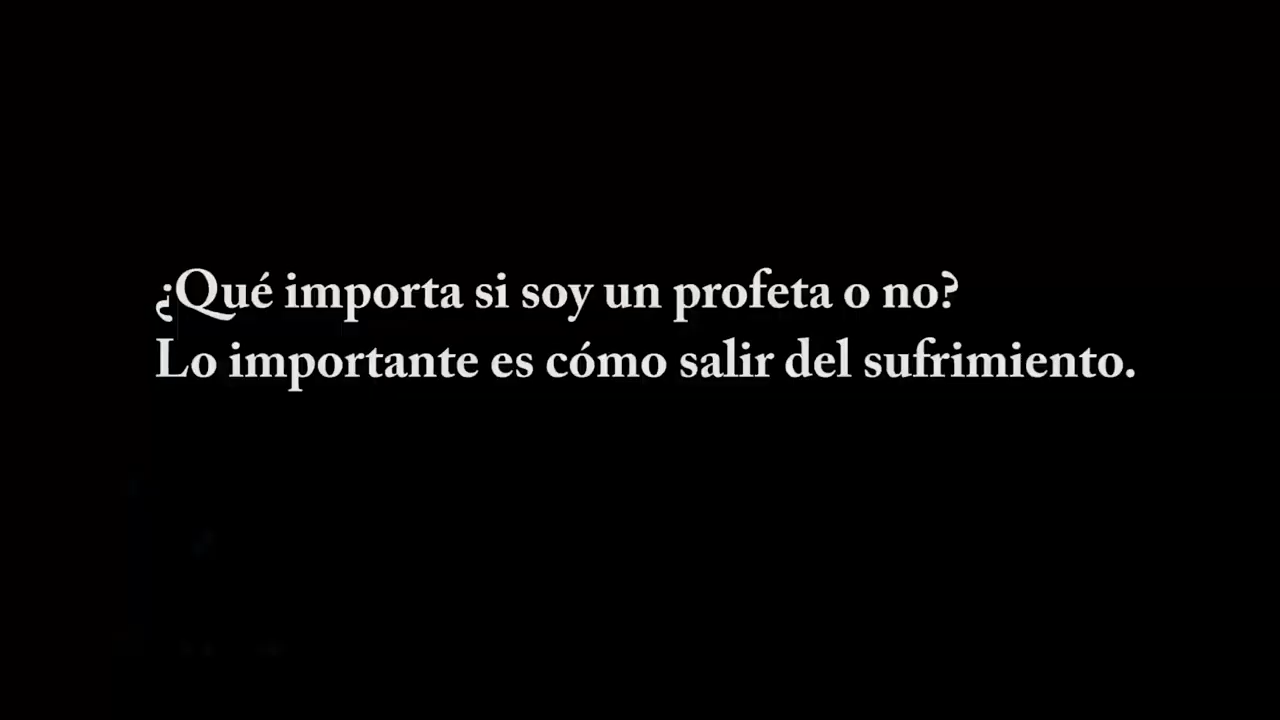 ¿Qué importa si soy un profeta o no?
Lo importante es cómo salir del sufrimiento.